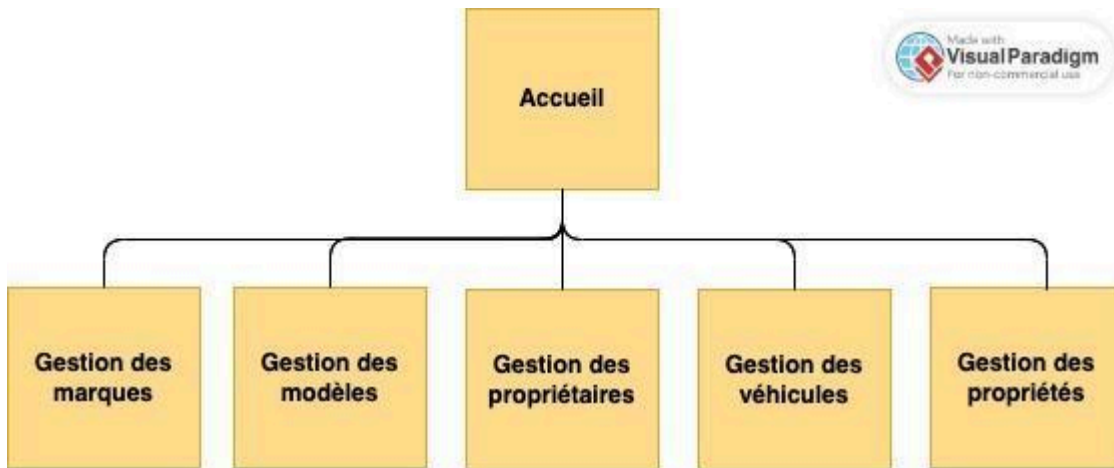 Accueil
Made with
Visual Paradigm
For non-commercial use
Gestion des
marques
Gestion des
modèles
Gestion des
propriétaires
Gestion des
véhicules
Gestion des
propriétés